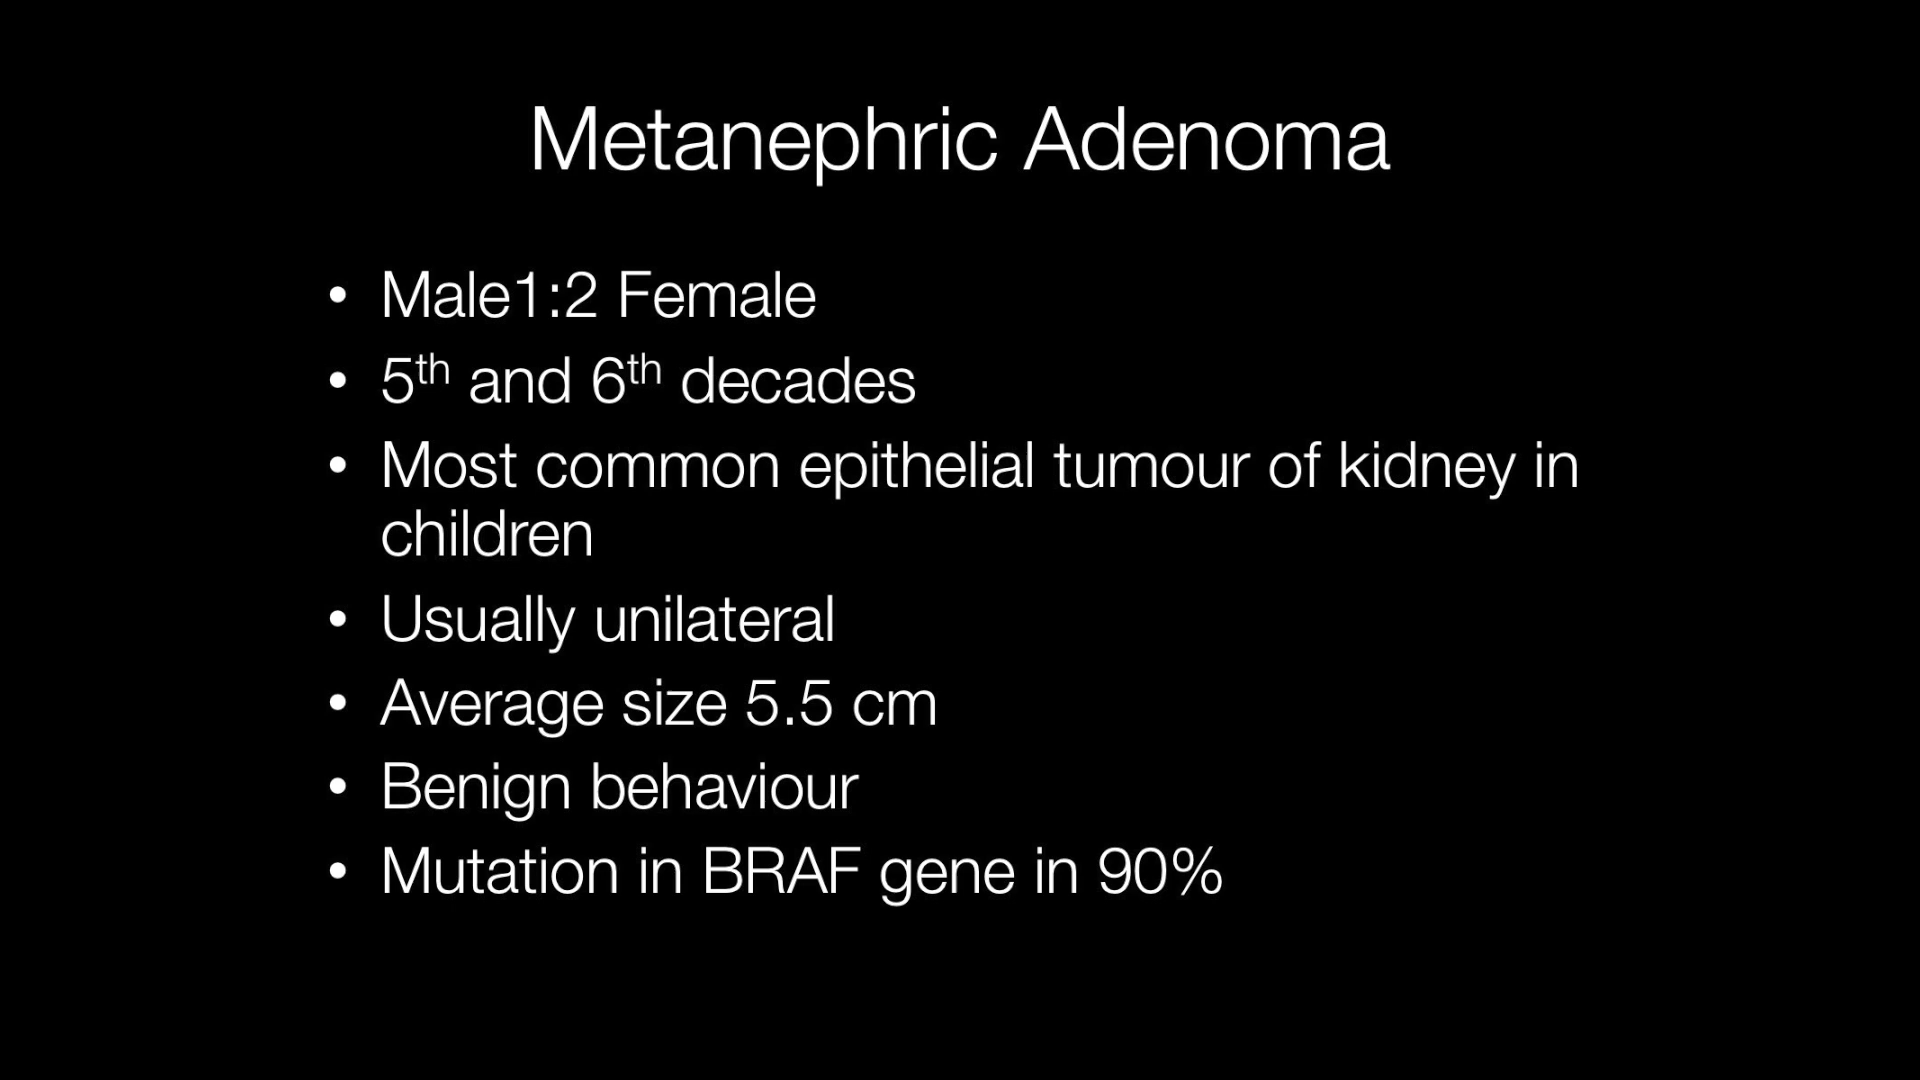 Metanephric Adenoma
• Male1:2 Female
• 5th and 6th decades
• Most common epithelial tumour of kidney in
children
• Usually unilateral
• Average size 5.5 cm
• Benign behaviour
• Mutation in BRAF gene in 90%